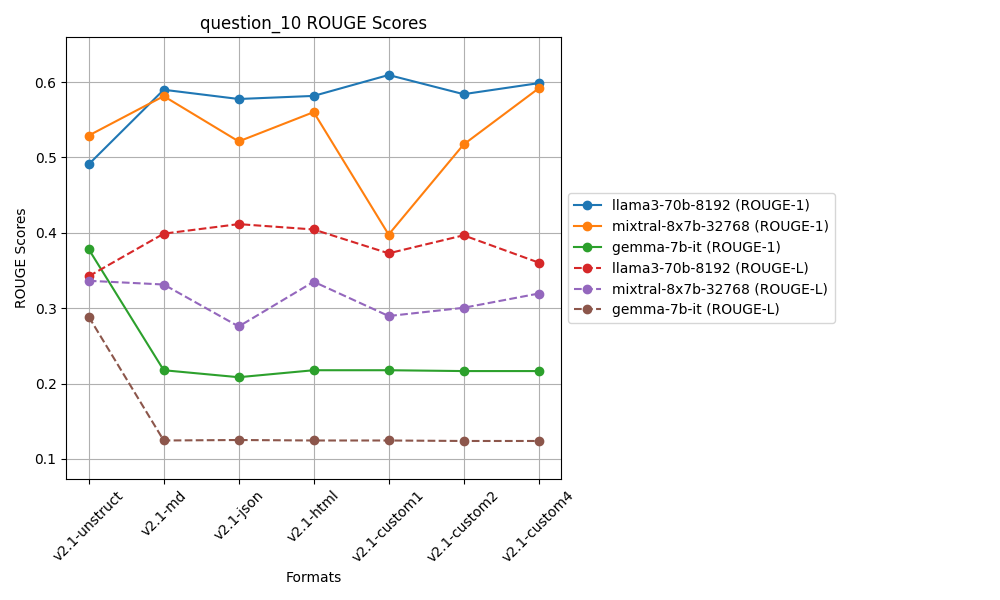 question_10 ROUGE Scores
ROUGE Scores
0.6
0.5
0.4
0.3
0.2
0.1
v2.1-unstruct
v2.1-md
v2.1-json
v2.1-html
v2.1-custom1
v2.1-custom2
v2.1-custom4
Formats
llama3-70b-8192 (ROUGE-1)
mixtral-8x7b-32768 (ROUGE-1)
gemma-7b-it (ROUGE-1)
llama3-70b-8192 (ROUGE-L)
mixtral-8x7b-32768 (ROUGE-L)
gemma-7b-it (ROUGE-L)